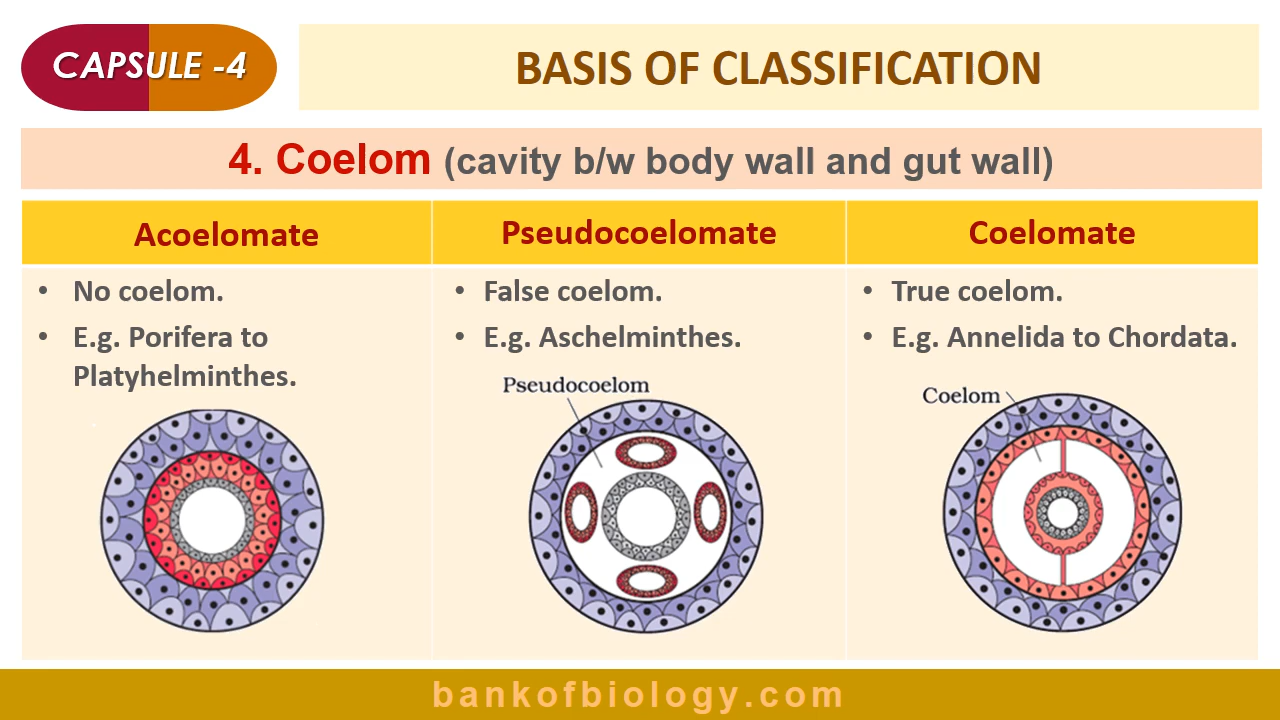 CAPSULE -4
BASIS OF CLASSIFICATION
4. Coelom (cavity b/w body wall and gut wall)
Acoelomate
• No coelom.
• E.g. Porifera to
Platyhelminthes.
Pseudocoelomate
• False coelom.
• E.g. Aschelminthes.
Pseudocoelom
Coelomate
• True coelom.
• E.g. Annelida to Chordata.
Coelom
bankofbiology.com